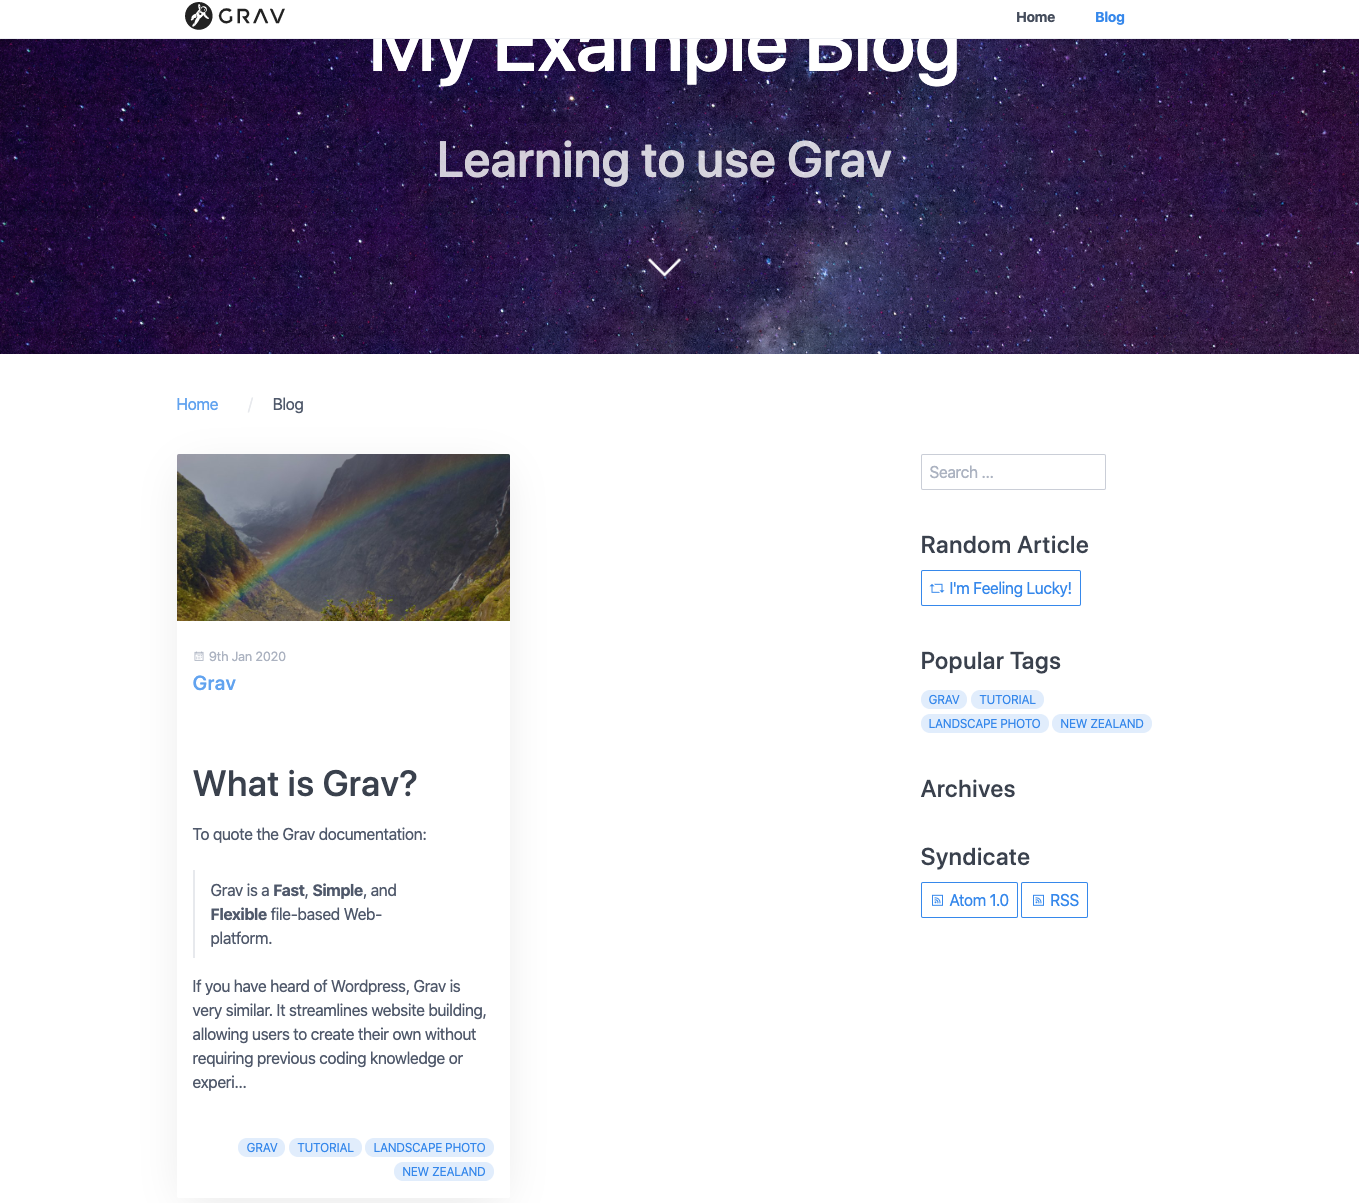 GRAV
Home
Blog
My Example Blog
Learning to use Grav
Home / Blog
9th Jan 2020
Grav
What is Grav?
To quote the Grav documentation:
Grav is a Fast, Simple, and
Flexible file-based Web-
platform.
If you have heard of Wordpress, Grav is
very similar. It streamlines website building,
allowing users to create their own without
requiring previous coding knowledge or
experi...
GRAV TUTORIAL LANDSCAPE PHOTO
NEW ZEALAND
Search ...
Random Article
I'm Feeling Lucky!
Popular Tags
GRAV TUTORIAL
LANDSCAPE PHOTO NEW ZEALAND
Archives
Syndicate
Atom 1.0 RSS